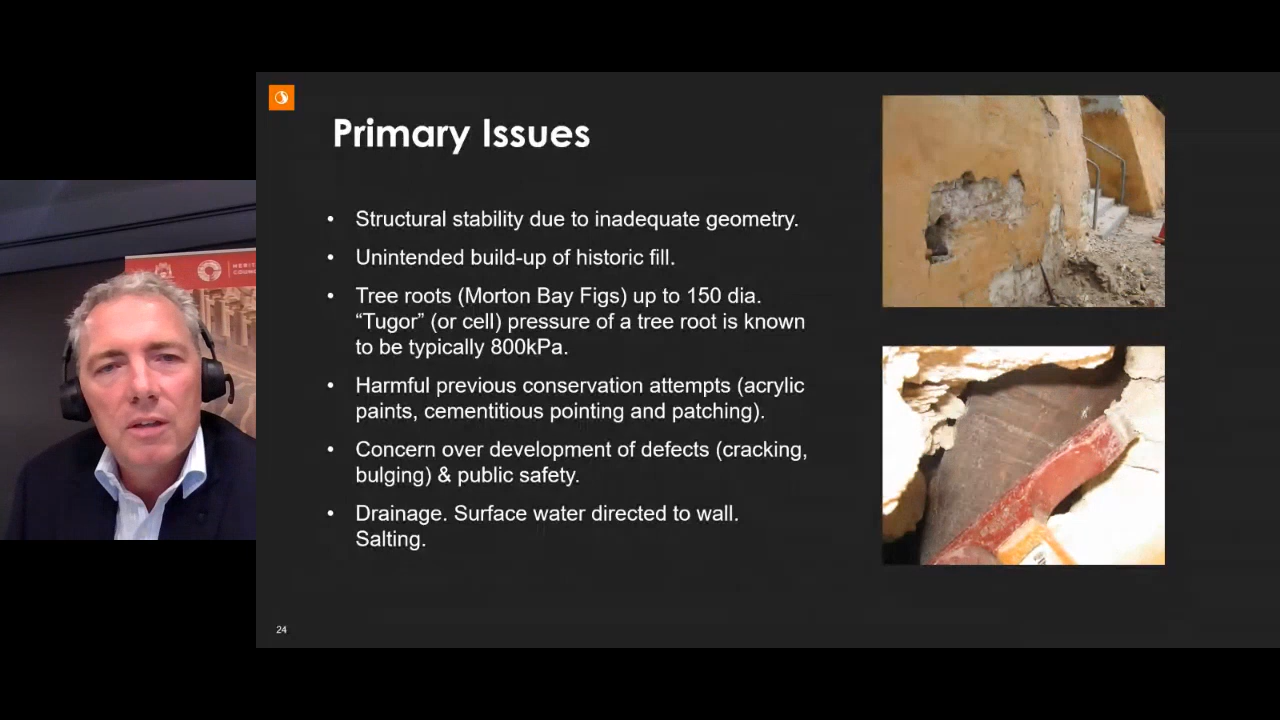 Primary Issues
• Structural stability due to inadequate geometry.
• Unintended build-up of historic fill.
• Tree roots (Morton Bay Figs) up to 150 dia.
“Tugor” (or cell) pressure of a tree root is known
to be typically 800kPa.
• Harmful previous conservation attempts (acrylic
paints, cementitious pointing and patching).
• Concern over development of defects (cracking,
bulging) & public safety.
• Drainage. Surface water directed to wall.
Salting.
24